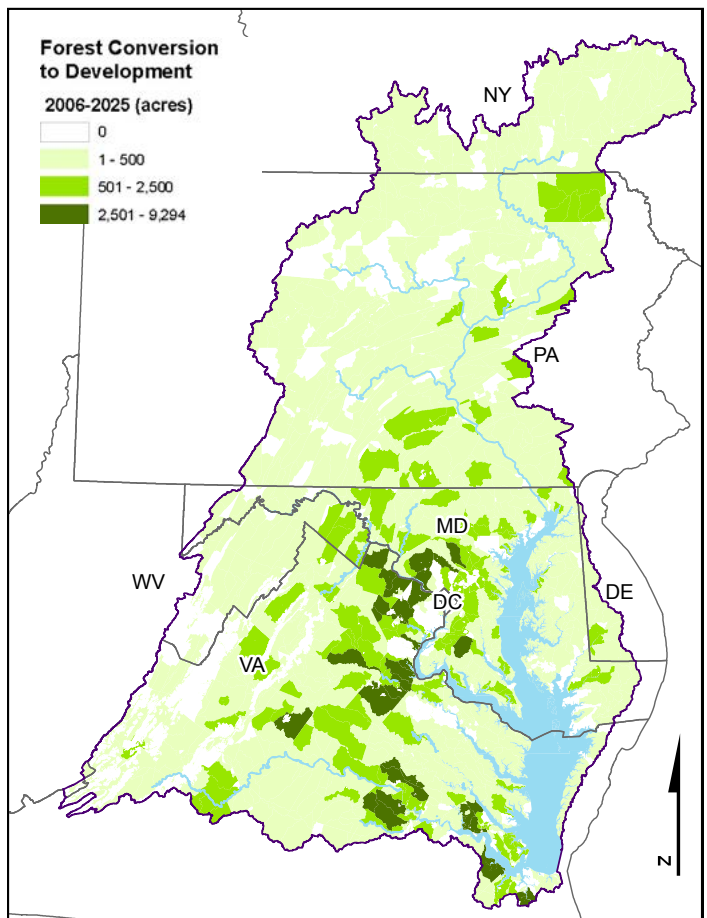 Forest Conversion
to Development
2006-2025 (acres)
0
1 - 500
501 - 2,500
2,501 - 9,294
NY
PA
MD
WV
DC
DE
VA
N